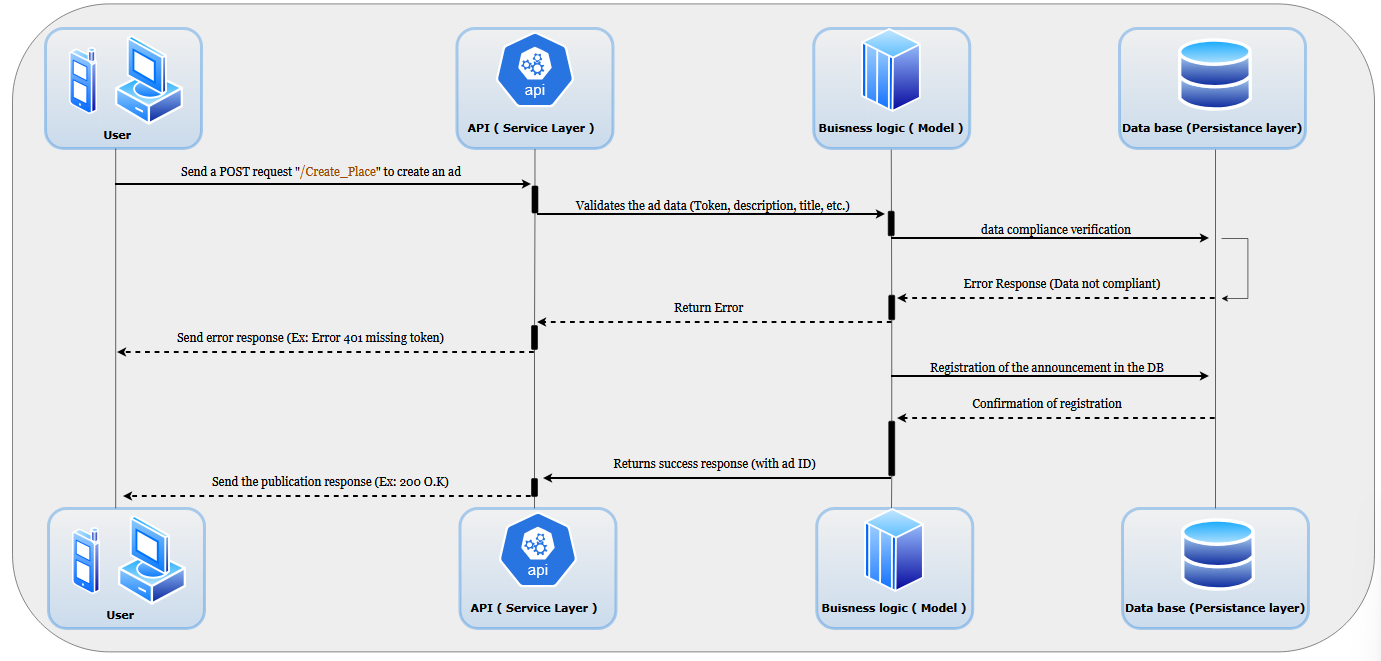 api
User
API ( Service Layer )
Buisness logic ( Model )
Data base (Persistance layer)
Send a POST request "/Create_Place" to create an ad
Validates the ad data (Token, description, title, etc.)
data compliance verification
Error Response (Data not compliant)
Return Error
Send error response (Ex: Error 401 missing token)
Registration of the announcement in the DB
Confirmation of registration
Returns success response (with ad ID)
Send the publication response (Ex: 200 O.K)
api
User
API ( Service Layer )
Buisness logic ( Model )
Data base (Persistance layer)